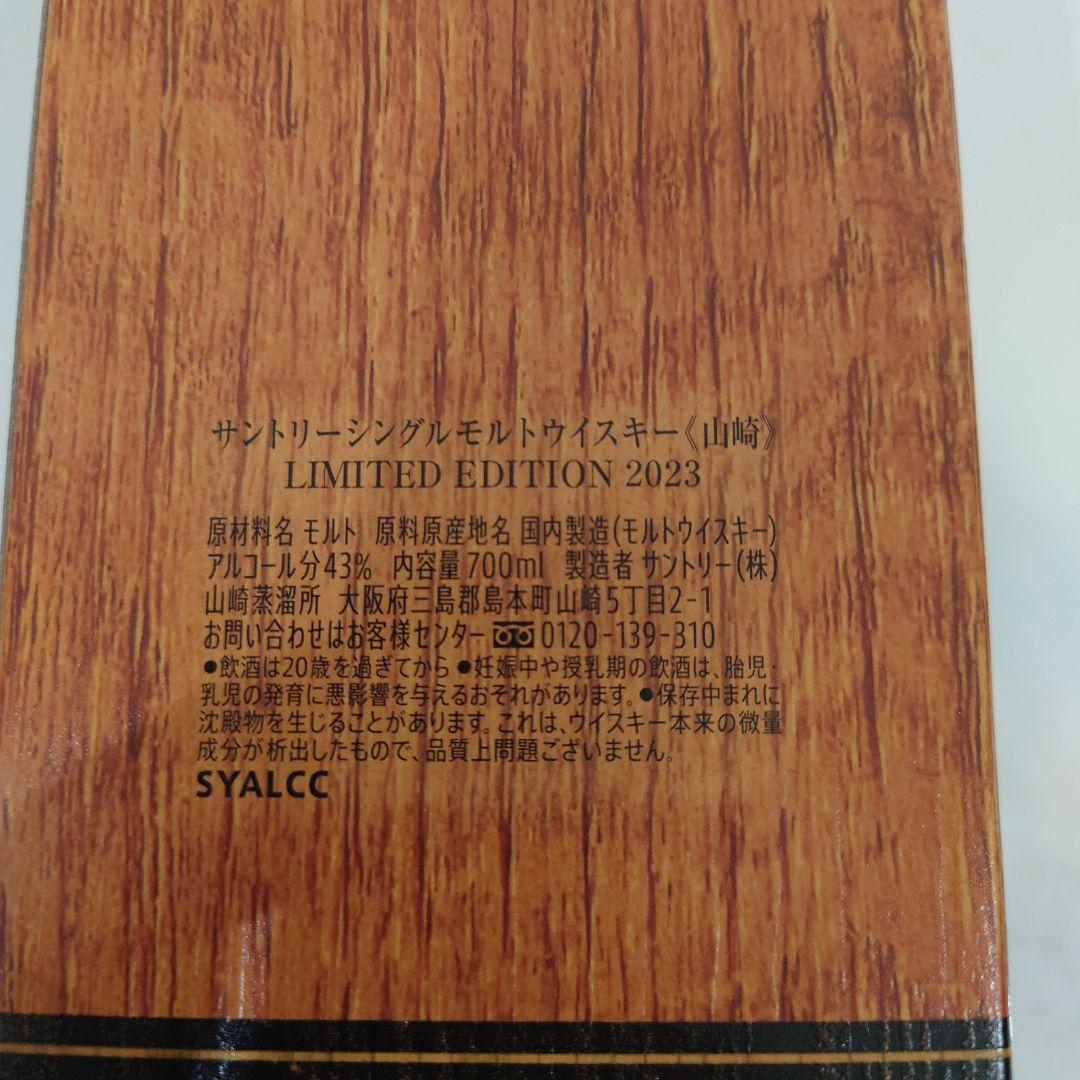 サントリーシングルモルトウイスキー《山崎》
LIMITED EDITION 2023
原材料名 モルト 原料原産地名 国内製造(モルトウイスキー)
アルコール分43% 内容量700ml 製造者 サントリー(株)
山崎蒸溜所 大阪府三島郡島本町山崎5丁目2-1
お問い合わせはお客様センター 0120-139-310
●飲酒は20歳を過ぎてから ●妊娠中や授乳期の飲酒は、胎児・
乳児の発育に悪影響を与えるおそれがあります。●保存中まれに
沈殿物を生じることがあります。これは、ウイスキー本来の微量
成分が析出したもので、品質上問題ございません。
SYALCC